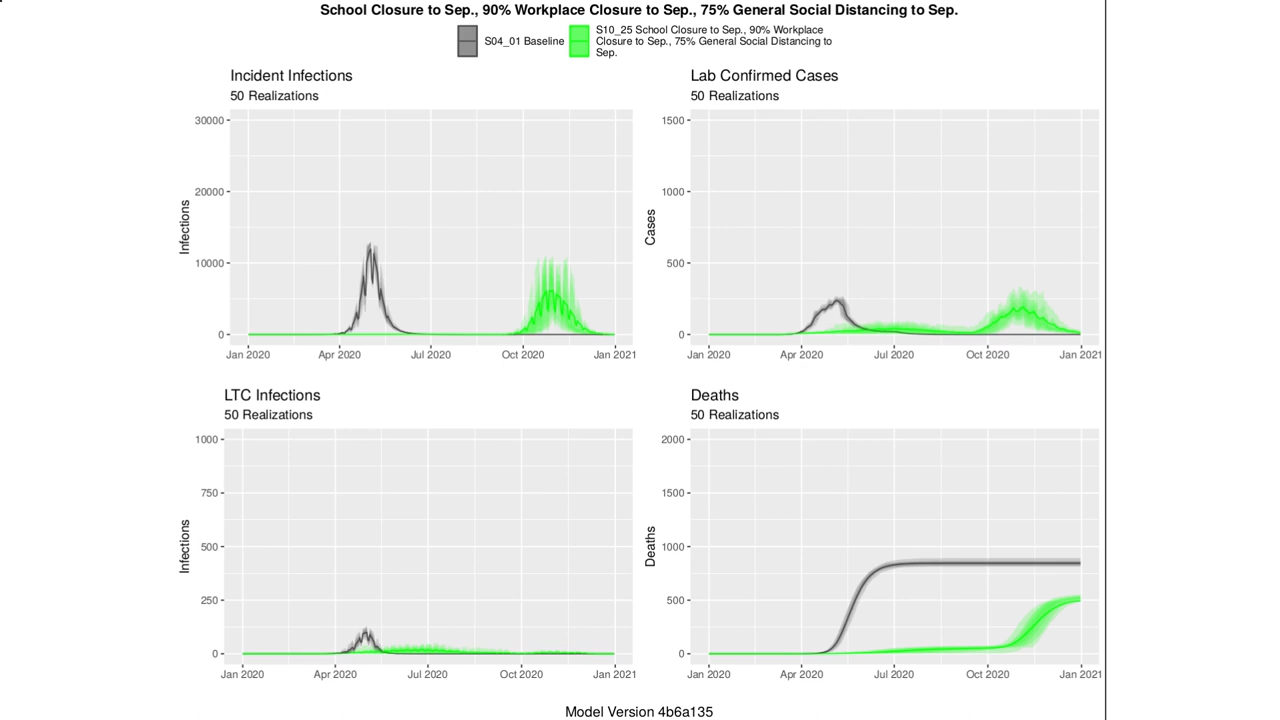 School Closure to Sep., 90% Workplace Closure to Sep., 75% General Social Distancing to Sep.
S04_01 Baseline
S10_25 School Closure to Sep., 90% Workplace
Closure to Sep., 75% General Social Distancing to
Sep.
Incident Infections
50 Realizations
30000
20000
10000
0
Infections
Jan 2020 Apr 2020 Jul 2020 Oct 2020 Jan 2021
Lab Confirmed Cases
50 Realizations
1500
1000
500
0
Cases
Jan 2020 Apr 2020 Jul 2020 Oct 2020 Jan 2021
LTC Infections
50 Realizations
1000
750
500
250
0
Infections
Jan 2020 Apr 2020 Jul 2020 Oct 2020 Jan 2021
Deaths
50 Realizations
2000
1500
1000
500
0
Deaths
Jan 2020 Apr 2020 Jul 2020 Oct 2020 Jan 2021
Model Version 4b6a135